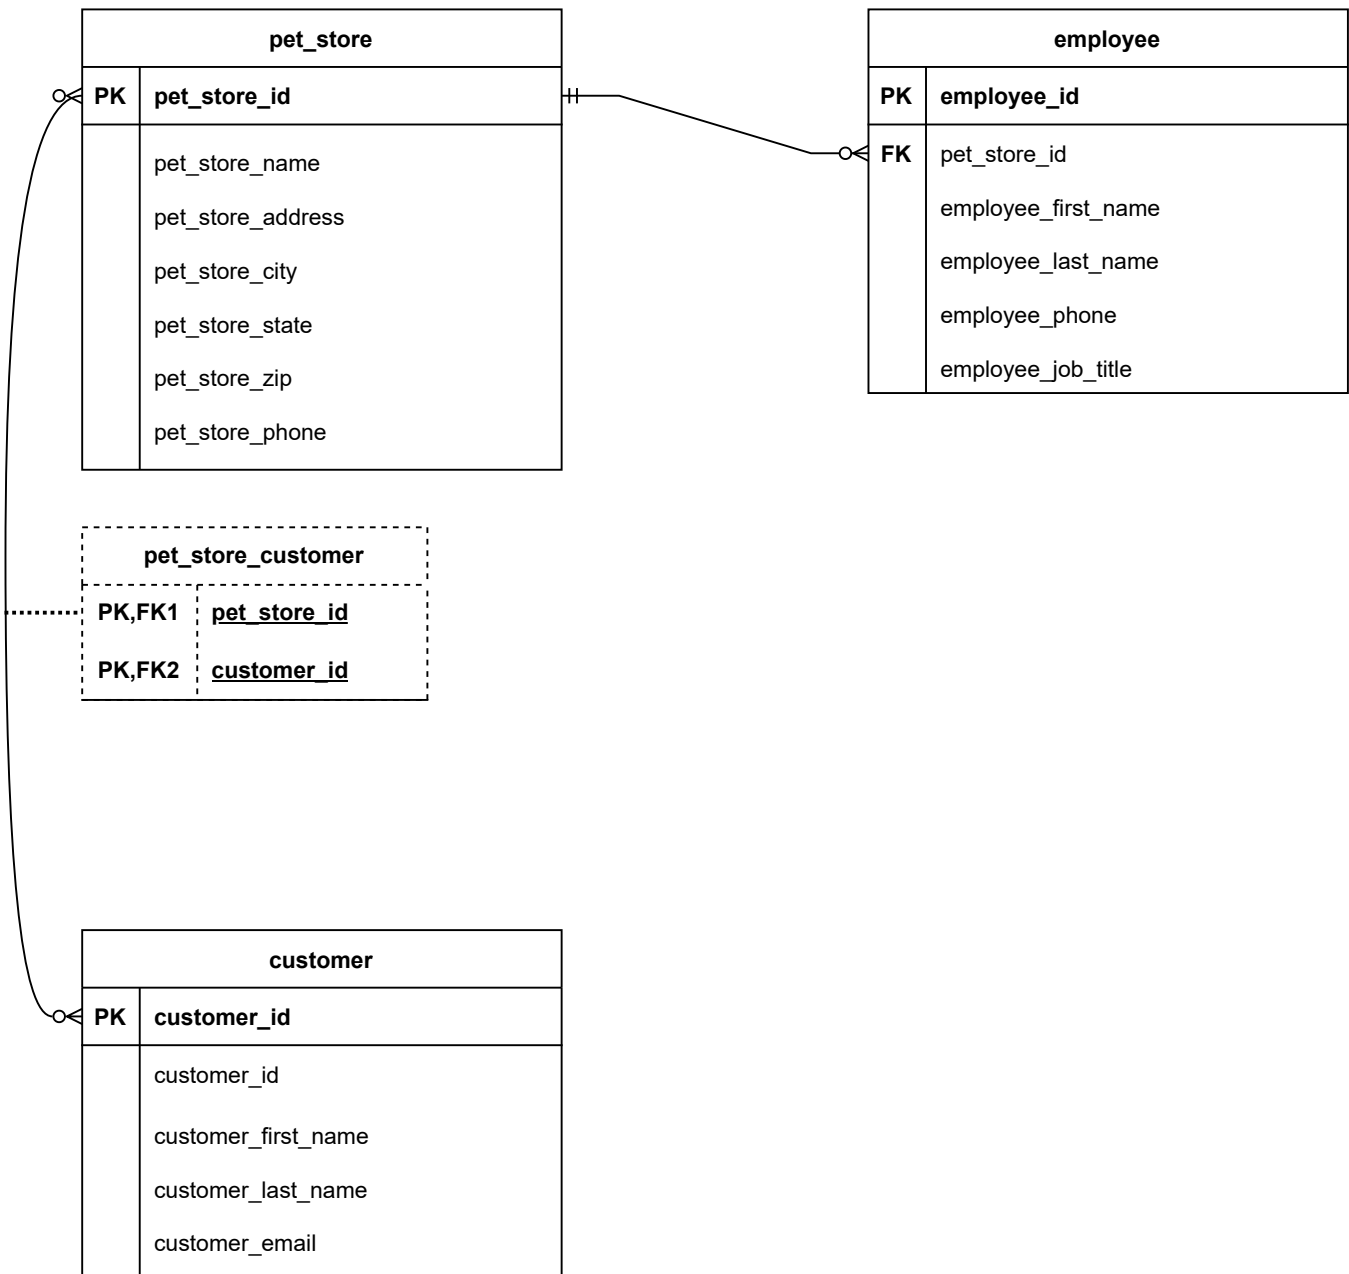 pet_store
PK pet_store_id
pet_store_name
pet_store_address
pet_store_city
pet_store_state
pet_store_zip
pet_store_phone
employee
PK employee_id
FK pet_store_id
employee_first_name
employee_last_name
employee_phone
employee_job_title
pet_store_customer
PK,FK1 pet_store_id
PK,FK2 customer_id
customer
PK customer_id
customer_id
customer_first_name
customer_last_name
customer_email